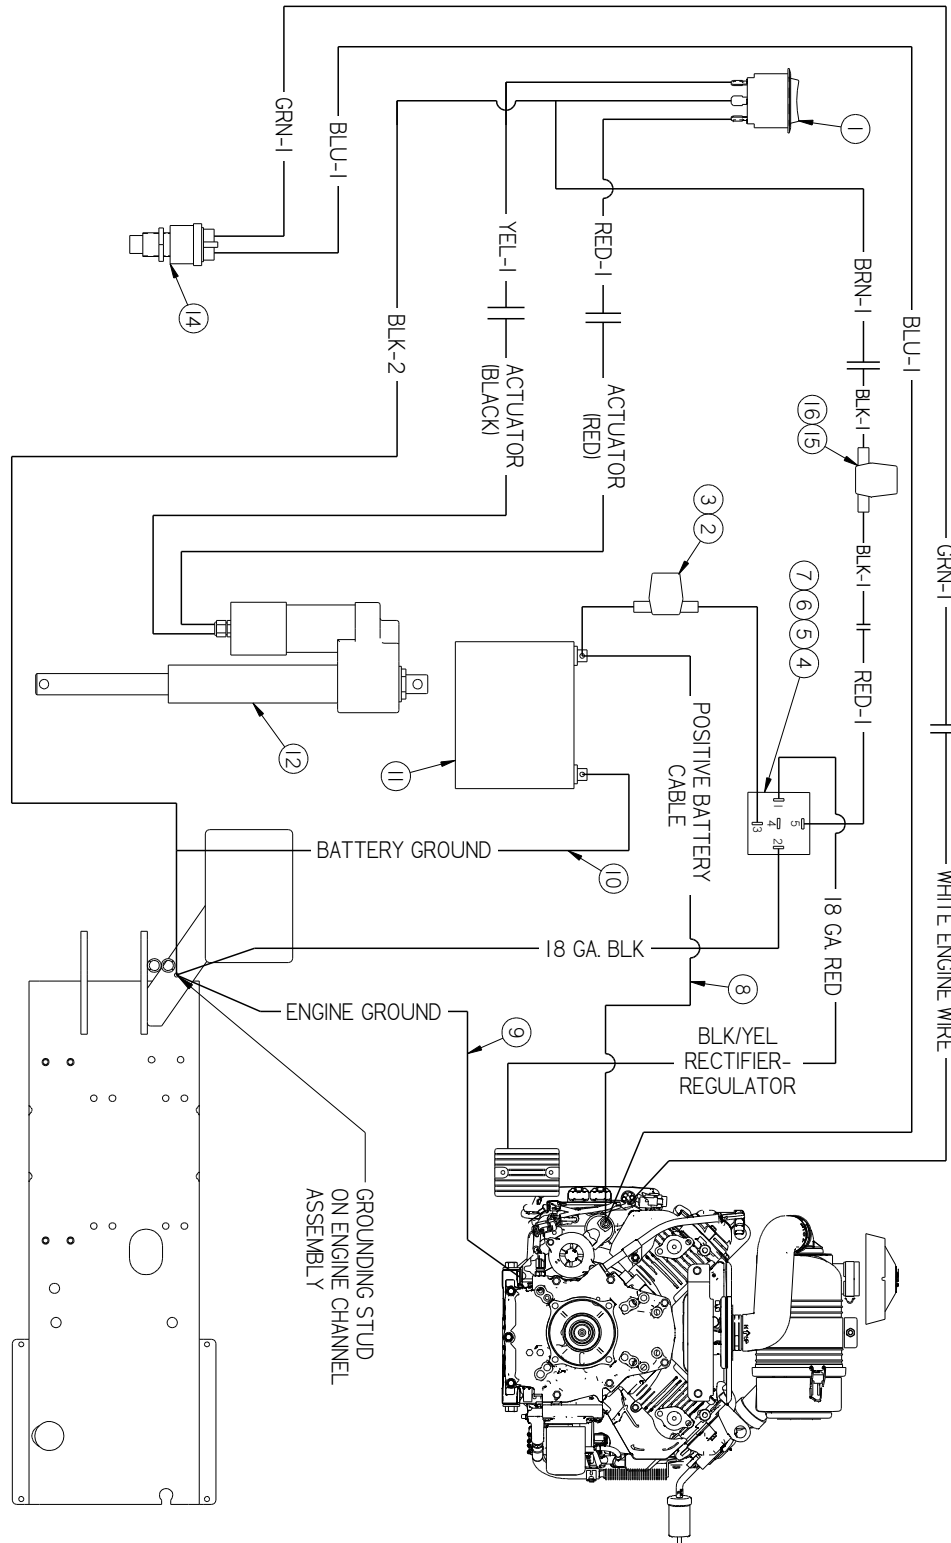 GRN-1
BLU-1
1
14
YEL-1
RED-1
BRN-1
BLU-1
BLK-2
ACTUATOR
(BLACK)
ACTUATOR
(RED)
BLK-1
16
15
BLK-1
GRN-1
3
2
7
6
5
4
RED-1
12
11
POSITIVE BATTERY
CABLE
1
5
4
3
2
BATTERY GROUND
10
18 GA. BLK
18 GA. RED
WHITE ENGINE WIRE
8
ENGINE GROUND
9
BLK/YEL
RECTIFIER-
REGULATOR
GROUNDING STUD
ON ENGINE CHANNEL
ASSEMBLY